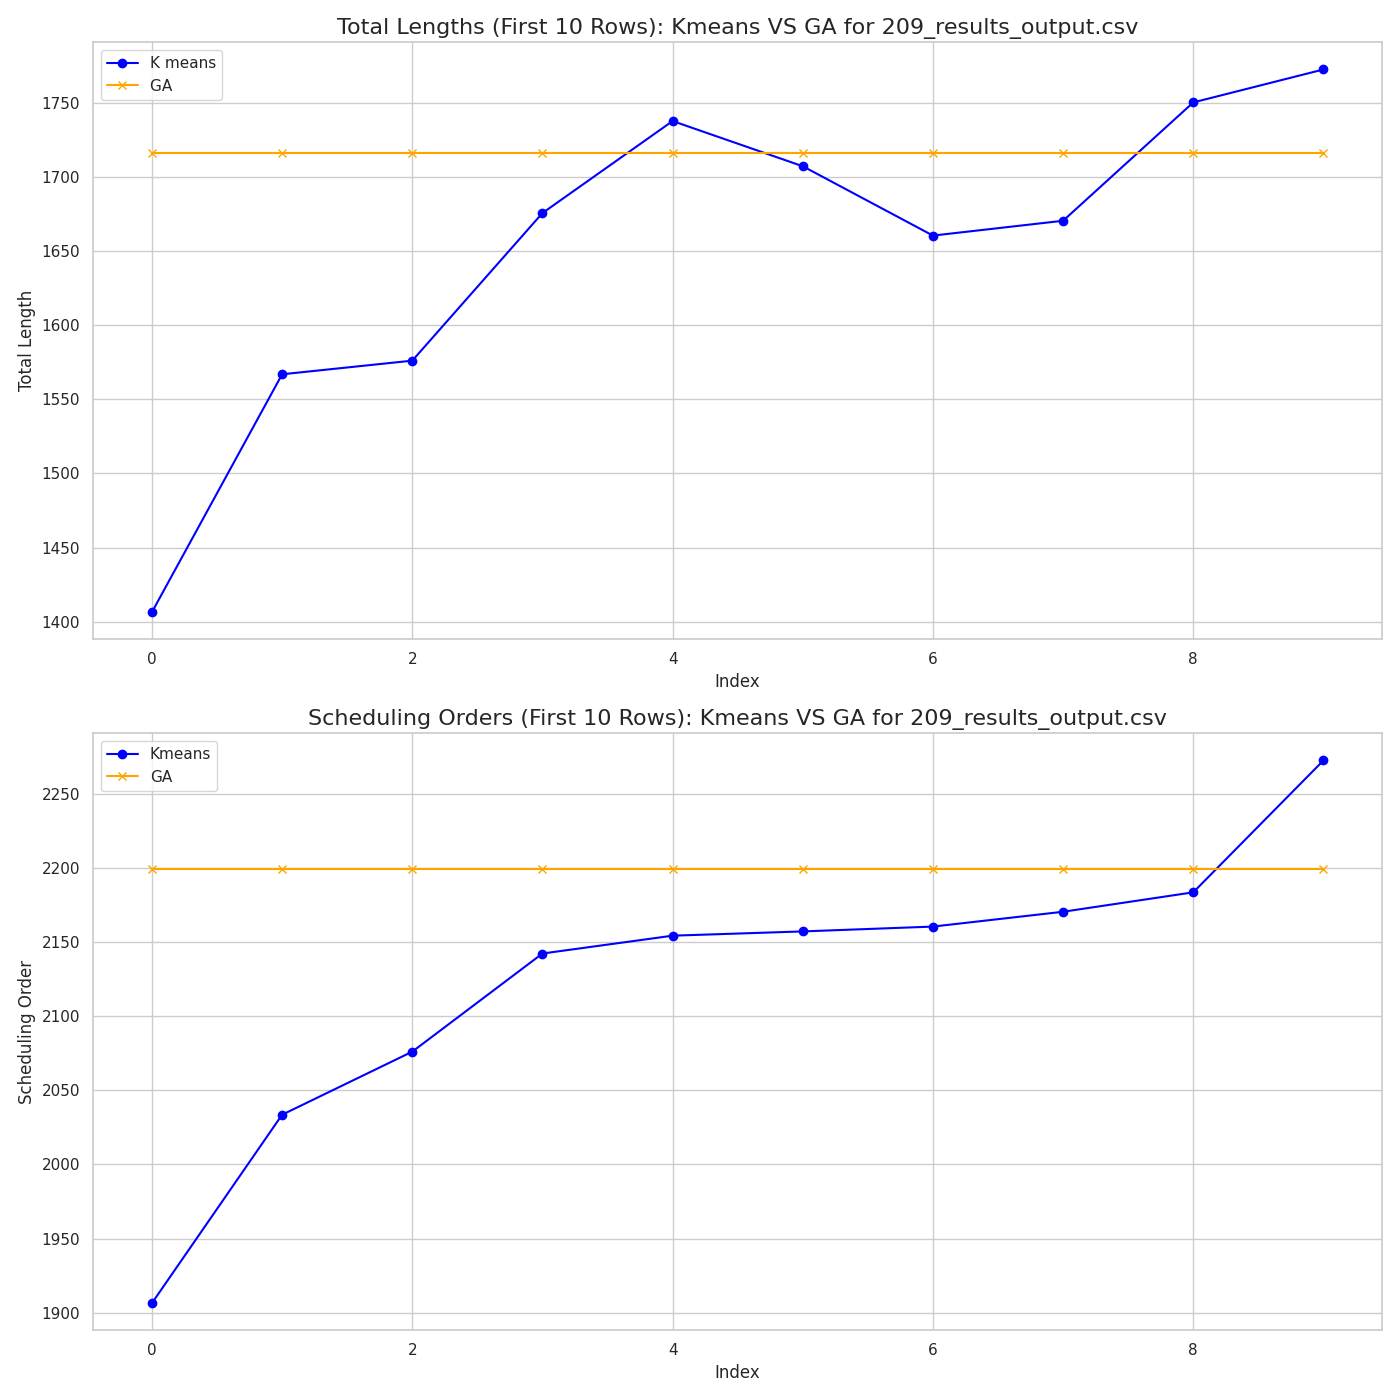 Total Lengths (First 10 Rows): Kmeans VS GA for 209_results_output.csv
K means
GA
1750
1700
1650
1600
1550
1500
1450
1400
Total Length
0 2 4 6 8
Index
Scheduling Orders (First 10 Rows): Kmeans VS GA for 209_results_output.csv
Kmeans
GA
2250
2200
2150
2100
2050
2000
1950
1900
Scheduling Order
0 2 4 6 8
Index